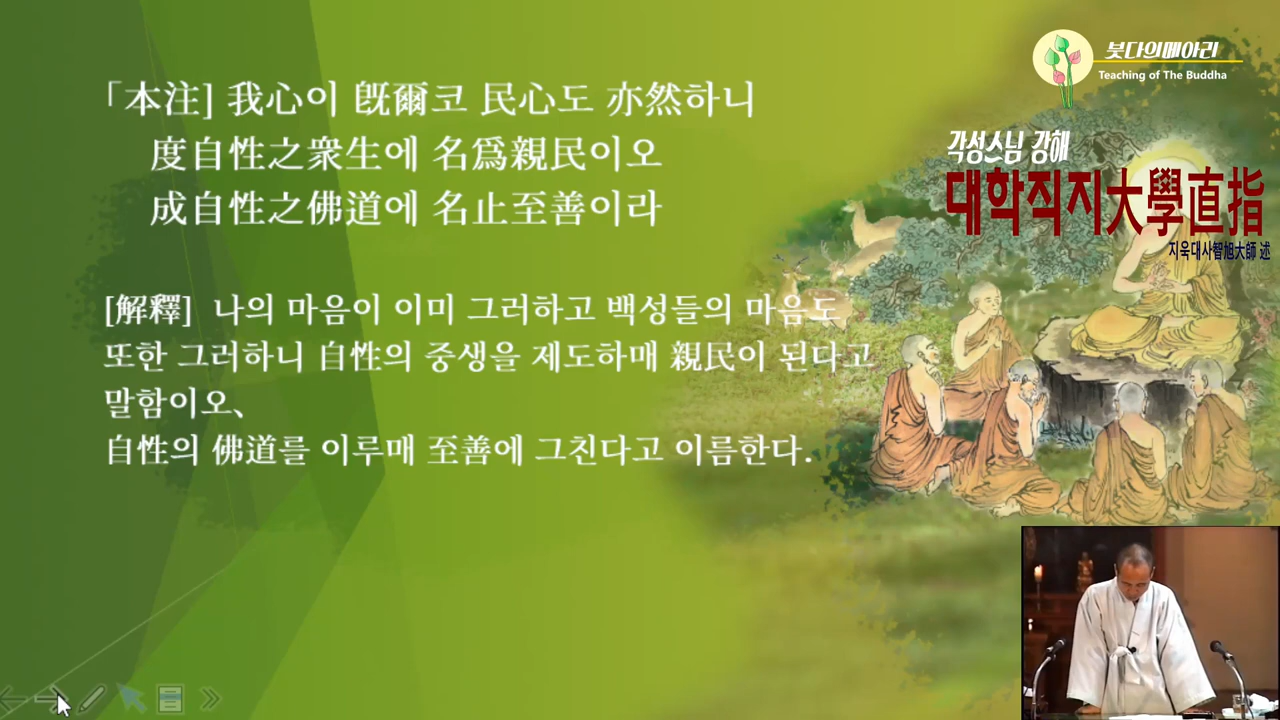 「本注] 我心이 旣爾코 民心도 亦然하니
度自性之衆生에 名爲親民이오
成自性之佛道에 名止至善이라
[解釋] 나의 마음이 이미 그러하고 백성들의 마음도
또한 그러하니 自性의 중생을 제도하매 親民이 된다고
말함이오、
自性의 佛道를 이루매 至善에 그친다고 이름한다.
붓다의메아리
Teaching of The Buddha
각성스님 강해
대학직지大學直指
지욱대사智旭大師 述